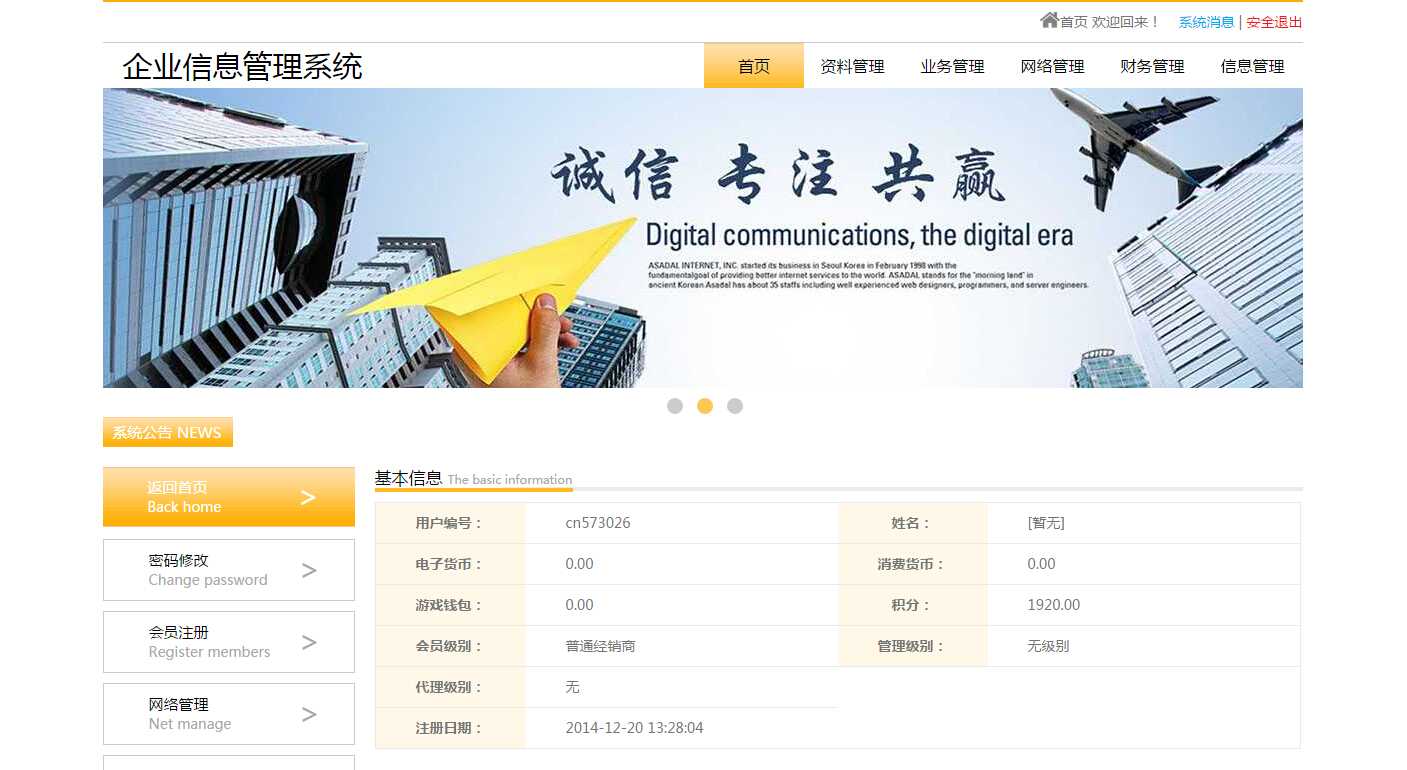 首页 欢迎回来！ 系统消息 | 安全退出
企业信息管理系统
首页 资料管理 业务管理 网络管理 财务管理 信息管理
诚信 专注 共赢
Digital communications, the digital era
ASADAL INTERNET, INC. started its business in Seoul Korea in February 1998 with the
fundamentalgoal of providing better internet services to the world. ASADAL stands for the "morning land" in
ancient Korean Asadal has about 35 staffs including well experienced web designers, programmers, and server engineers.
系统公告 NEWS
返回首页
Back home
>
密码修改
Change password
>
会员注册
Register members
>
网络管理
Net manage
>
基本信息 The basic information
用户编号： cn573026 姓名： [暂无]
电子货币： 0.00 消费货币： 0.00
游戏钱包： 0.00 积分： 1920.00
会员级别： 普通经销商 管理级别： 无级别
代理级别： 无
注册日期： 2014-12-20 13:28:04